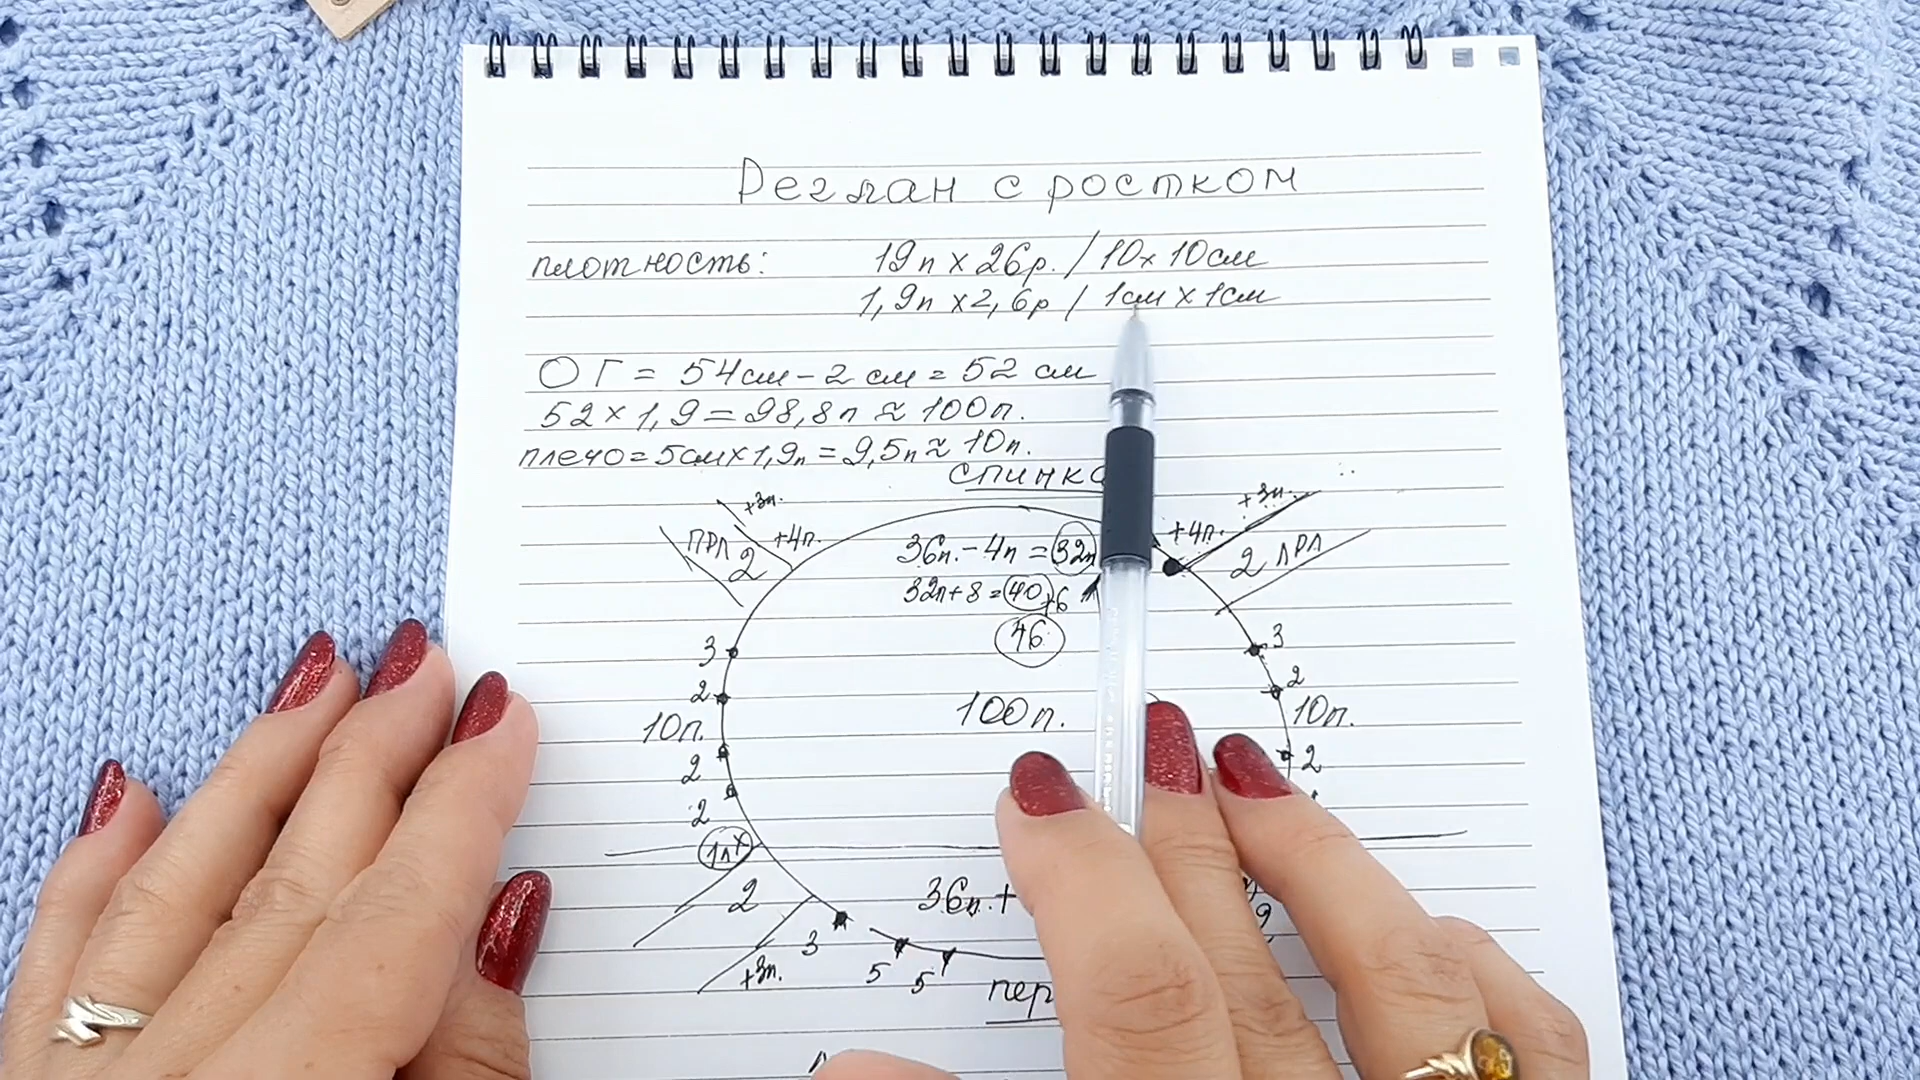 Реглан с ростком
плотность: 19п х 26р. / 10х10см
1,9п х 2,6р / 1см х 1см
ОГ = 54см - 2см = 52 см
52 х 1,9 = 98,8п ≈ 100п.
плечо = 5см х 1,9п = 9,5п ≈ 10п.
спинка
+3п. +3п.
ПРЛ 2 +4п. +4п. 2 ПРЛ
36п. - 4п = 32п
32п + 8 = 40 +6
46
3 3
2 2
10п. 100п. 10п.
2 2
2
1п х
2 36п. +
3
+3п. 5 5
пер